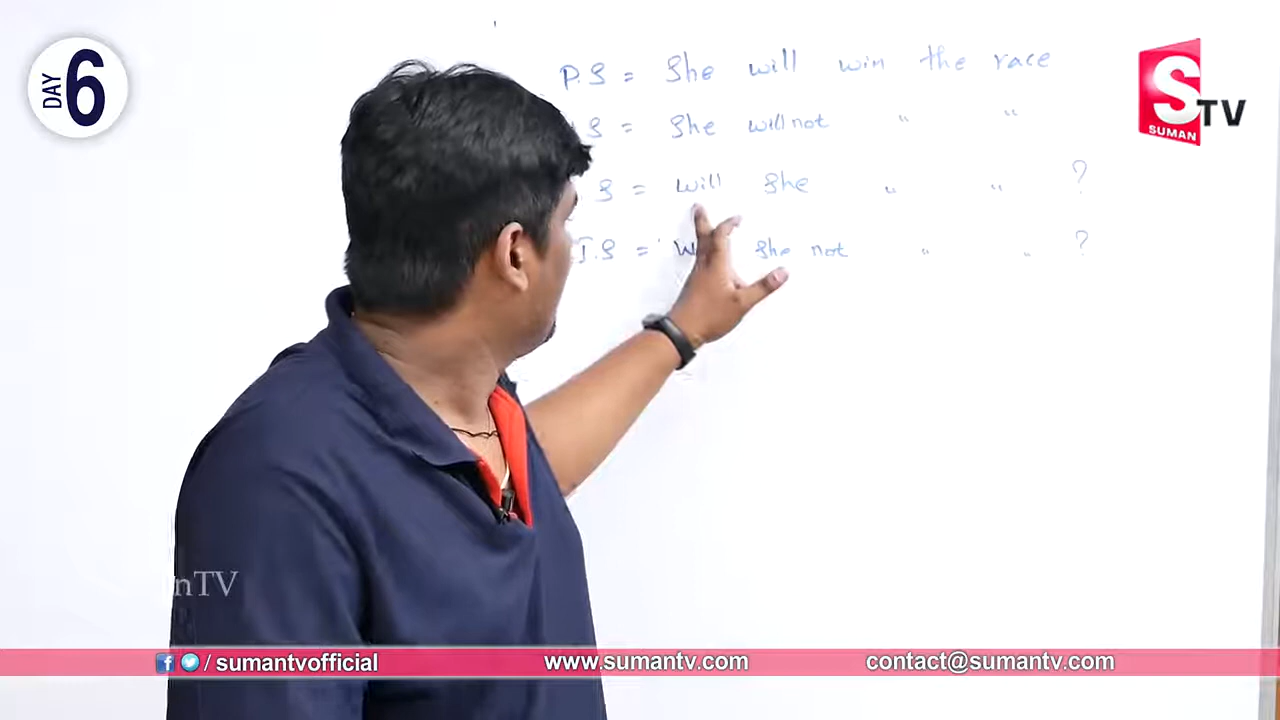 DAY 6
P.S = She will win the race
S = She will not " "
S = will she " " ?
I.S = she not " " ?
S TV
SUMAN
nTV
/ sumantvofficial
www.sumantv.com
contact@sumantv.com